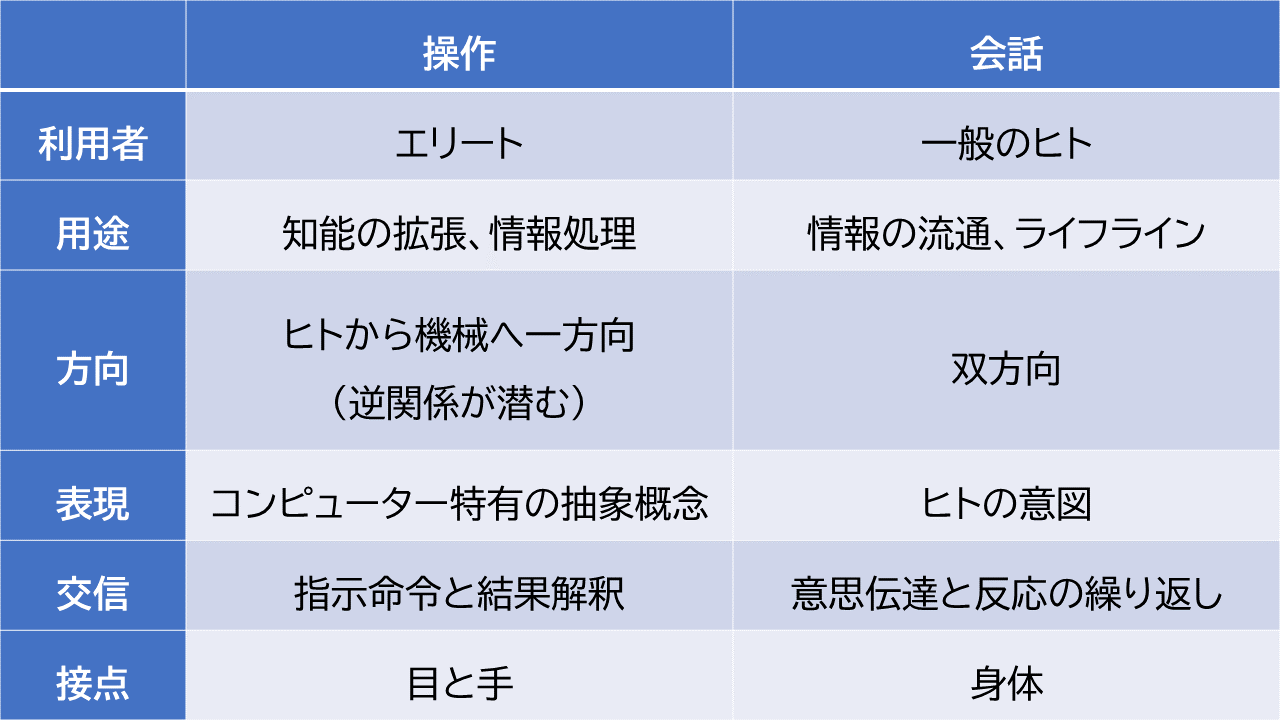 操作 会話
利用者 エリート 一般のヒト
用途 知能の拡張、情報処理 情報の流通、ライフライン
方向 ヒトから機械へ一方向 双方向
（逆関係が潜む）
表現 コンピューター特有の抽象概念 ヒトの意図
交信 指示命令と結果解釈 意思伝達と反応の繰り返し
接点 目と手 身体